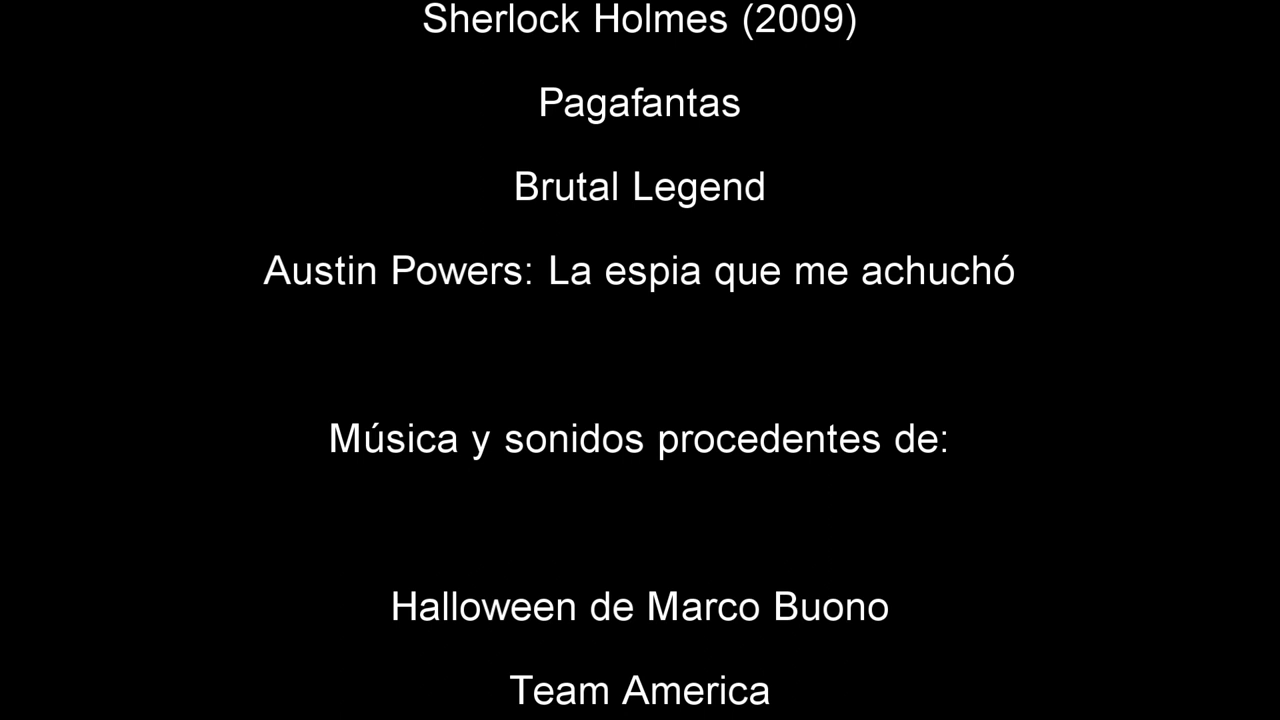 Sherlock Holmes (2009)
Pagafantas
Brutal Legend
Austin Powers: La espia que me achuchó
Música y sonidos procedentes de:
Halloween de Marco Buono
Team America